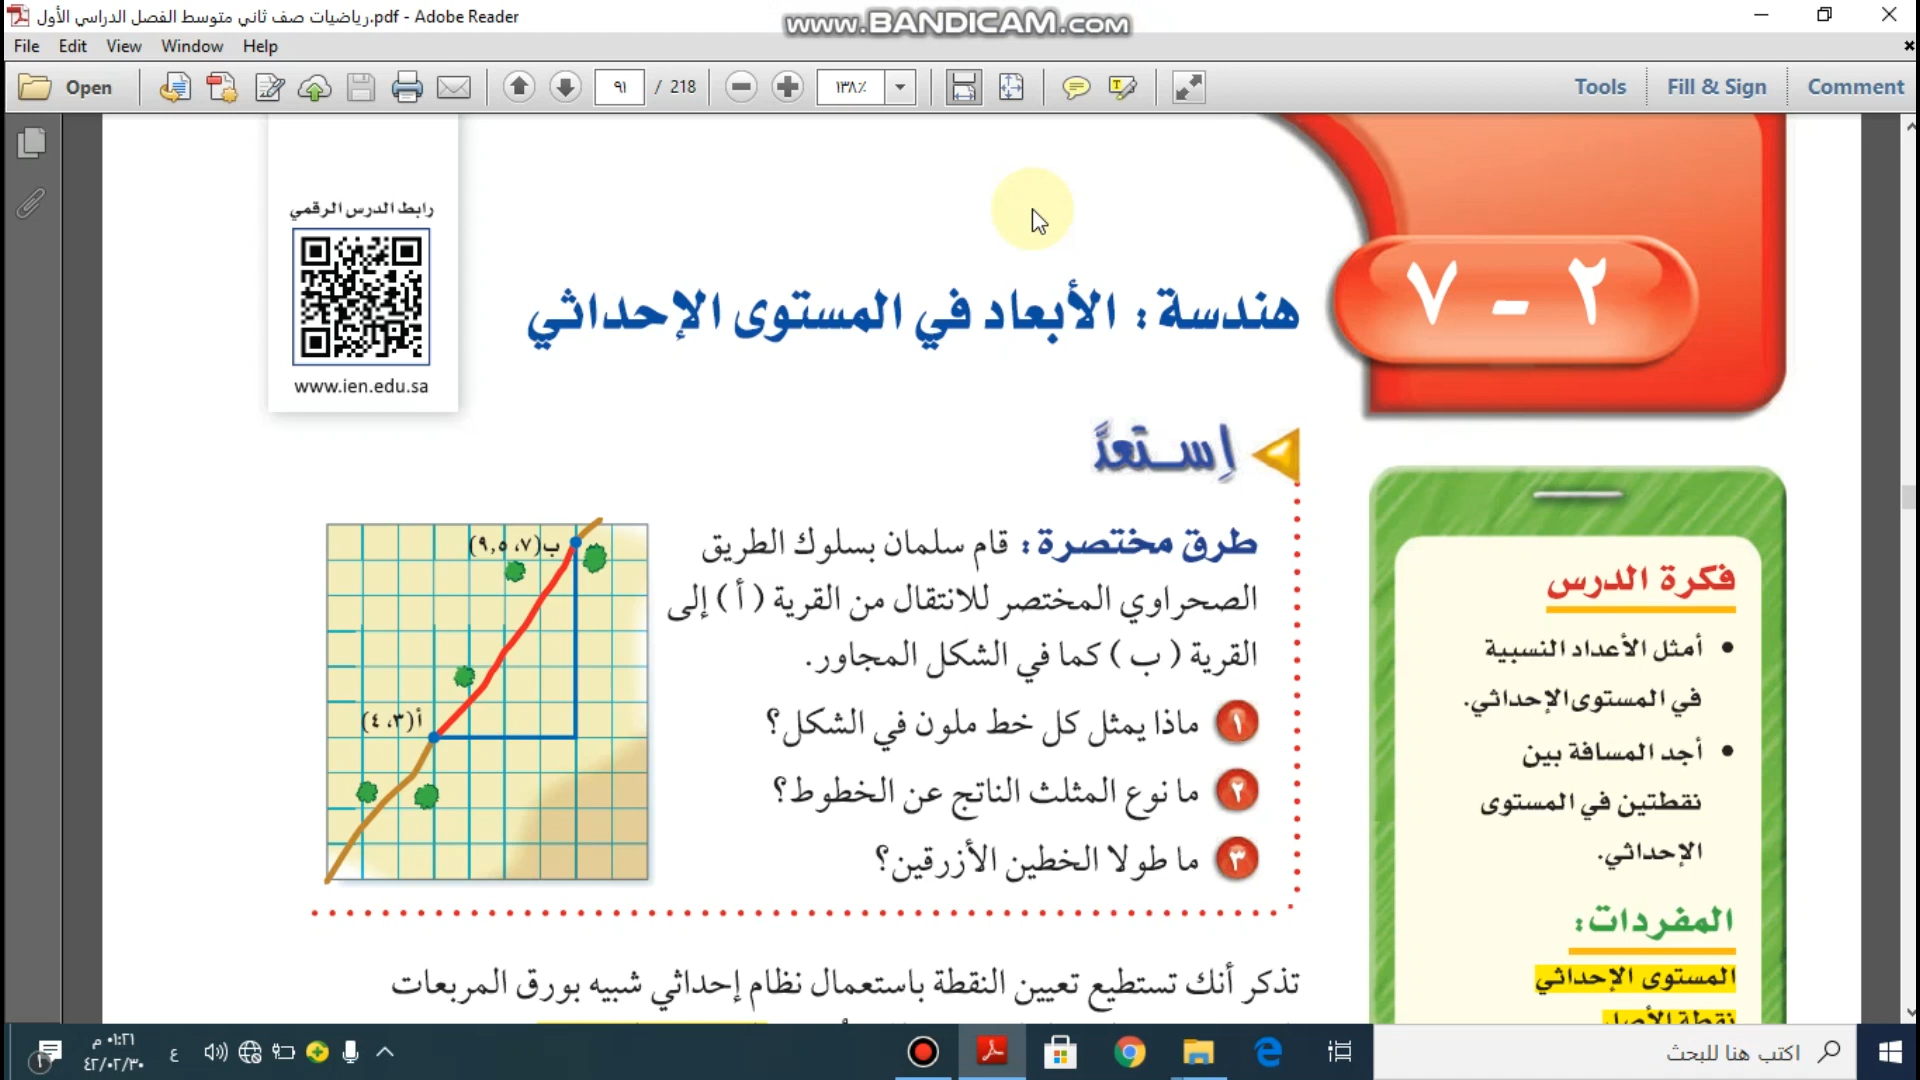 رياضيات صف ثاني متوسط الفصل الدراسي الأول.pdf - Adobe Reader
www.BANDICAM.com
File Edit View Window Help
Open
٩١ / 218
١٣٨٪
Tools Fill & Sign Comment
رابط الدرس الرقمي
www.ien.edu.sa
٢ - ٧
هندسة : الأبعاد في المستوى الإحداثي
اِستعدَّ
طرق مختصرة : قام سلمان بسلوك الطريق
الصحراوي المختصر للانتقال من القرية ( أ ) إلى
القرية ( ب ) كما في الشكل المجاور.
١ ماذا يمثل كل خط ملون في الشكل؟
٢ ما نوع المثلث الناتج عن الخطوط؟
٣ ما طولا الخطين الأزرقين؟
ب(٧، ٩,٥)
أ(٣، ٤)
تذكر أنك تستطيع تعيين النقطة باستعمال نظام إحداثي شبيه بورق المربعات
فكرة الدرس
• أمثل الأعداد النسبية
في المستوى الإحداثي.
• أجد المسافة بين
نقطتين في المستوى
الإحداثي.
المفردات:
المستوى الإحداثي
نقطة الأصل
اكتب هنا للبحث
ع
٠١:٢١ م
٤٢/٠٢/٣٠